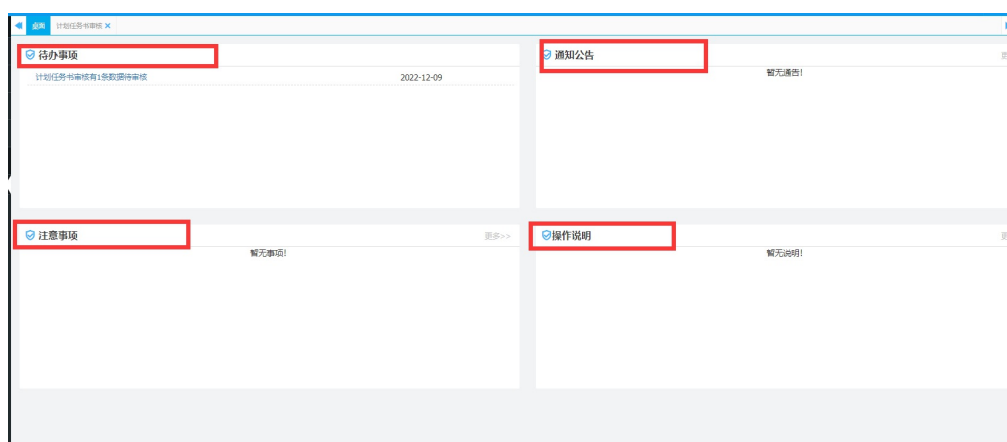 桌面 计划任务书审核
待办事项
计划任务书审核有1条数据待审核 2022-12-09
通知公告
暂无通告!
注意事项 更多>>
暂无事项!
操作说明
暂无说明!